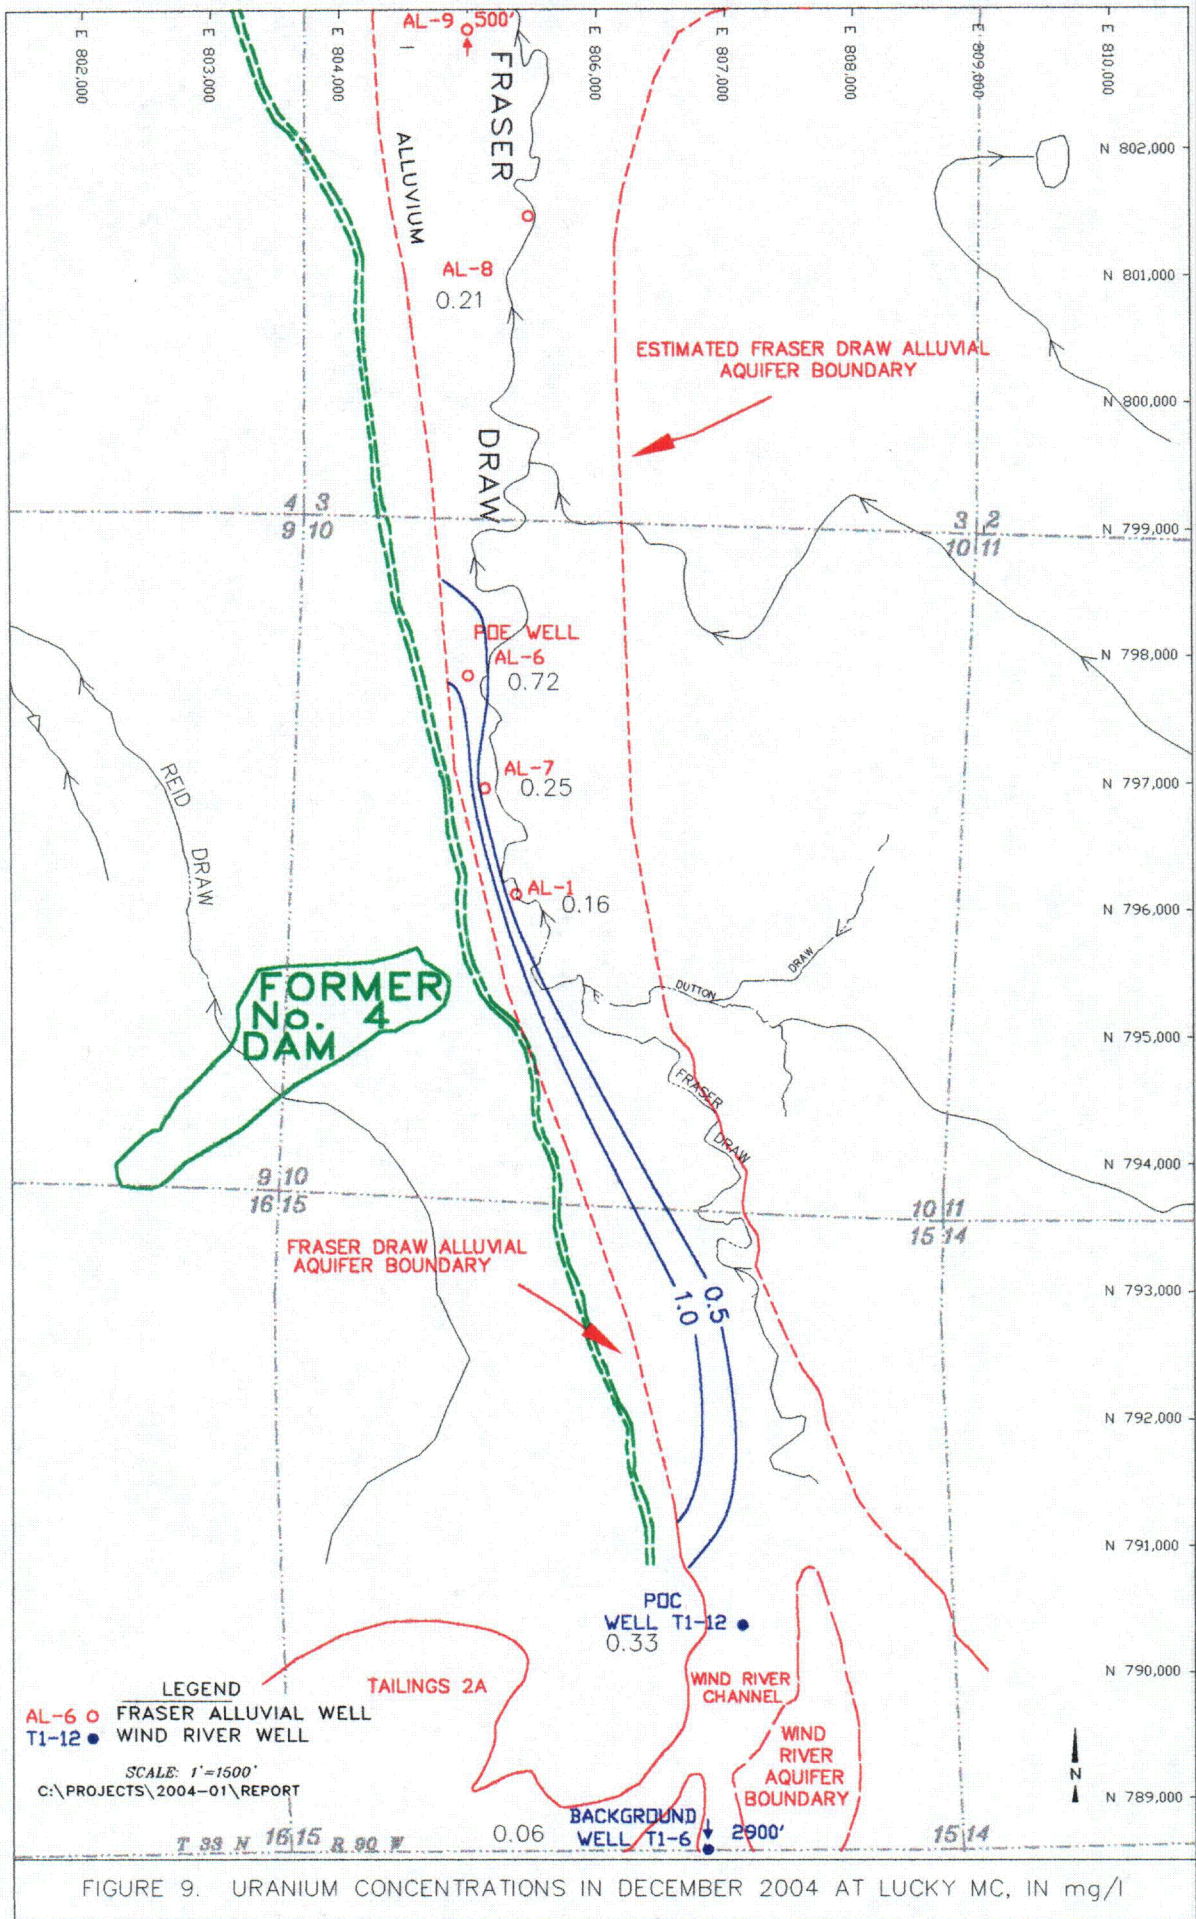 E 802,000
E 803,000
E 804,000
E 806,000
E 807,000
E 808,000
E 809,000
E 810,000
AL-9 500'
FRASER
ALLUVIUM
N 802,000
AL-8
0.21
N 801,000
ESTIMATED FRASER DRAW ALLUVIAL
AQUIFER BOUNDARY
N 800,000
DRAW
4 3
9 10
3 2
10 11
N 799,000
POE WELL
AL-6
0.72
N 798,000
AL-7
0.25
N 797,000
REID
DRAW
AL-1
0.16
N 796,000
DRAW
DUTTON
FORMER
No. 4
DAM
N 795,000
FRASER
DRAW
N 794,000
9 10
16 15
10 11
15 14
FRASER DRAW ALLUVIAL
AQUIFER BOUNDARY
N 793,000
1.0
0.5
N 792,000
N 791,000
POC
WELL T1-12
0.33
N 790,000
TAILINGS 2A
WIND RIVER
CHANNEL
LEGEND
AL-6 FRASER ALLUVIAL WELL
T1-12 WIND RIVER WELL
SCALE: 1"=1500'
C:\PROJECTS\2004-01\REPORT
WIND
RIVER
AQUIFER
BOUNDARY
N
N 789,000
T 33 N 16 15 R 90 W
0.06
BACKGROUND
WELL T1-6
2900'
15 14
FIGURE 9. URANIUM CONCENTRATIONS IN DECEMBER 2004 AT LUCKY MC, IN mg/l